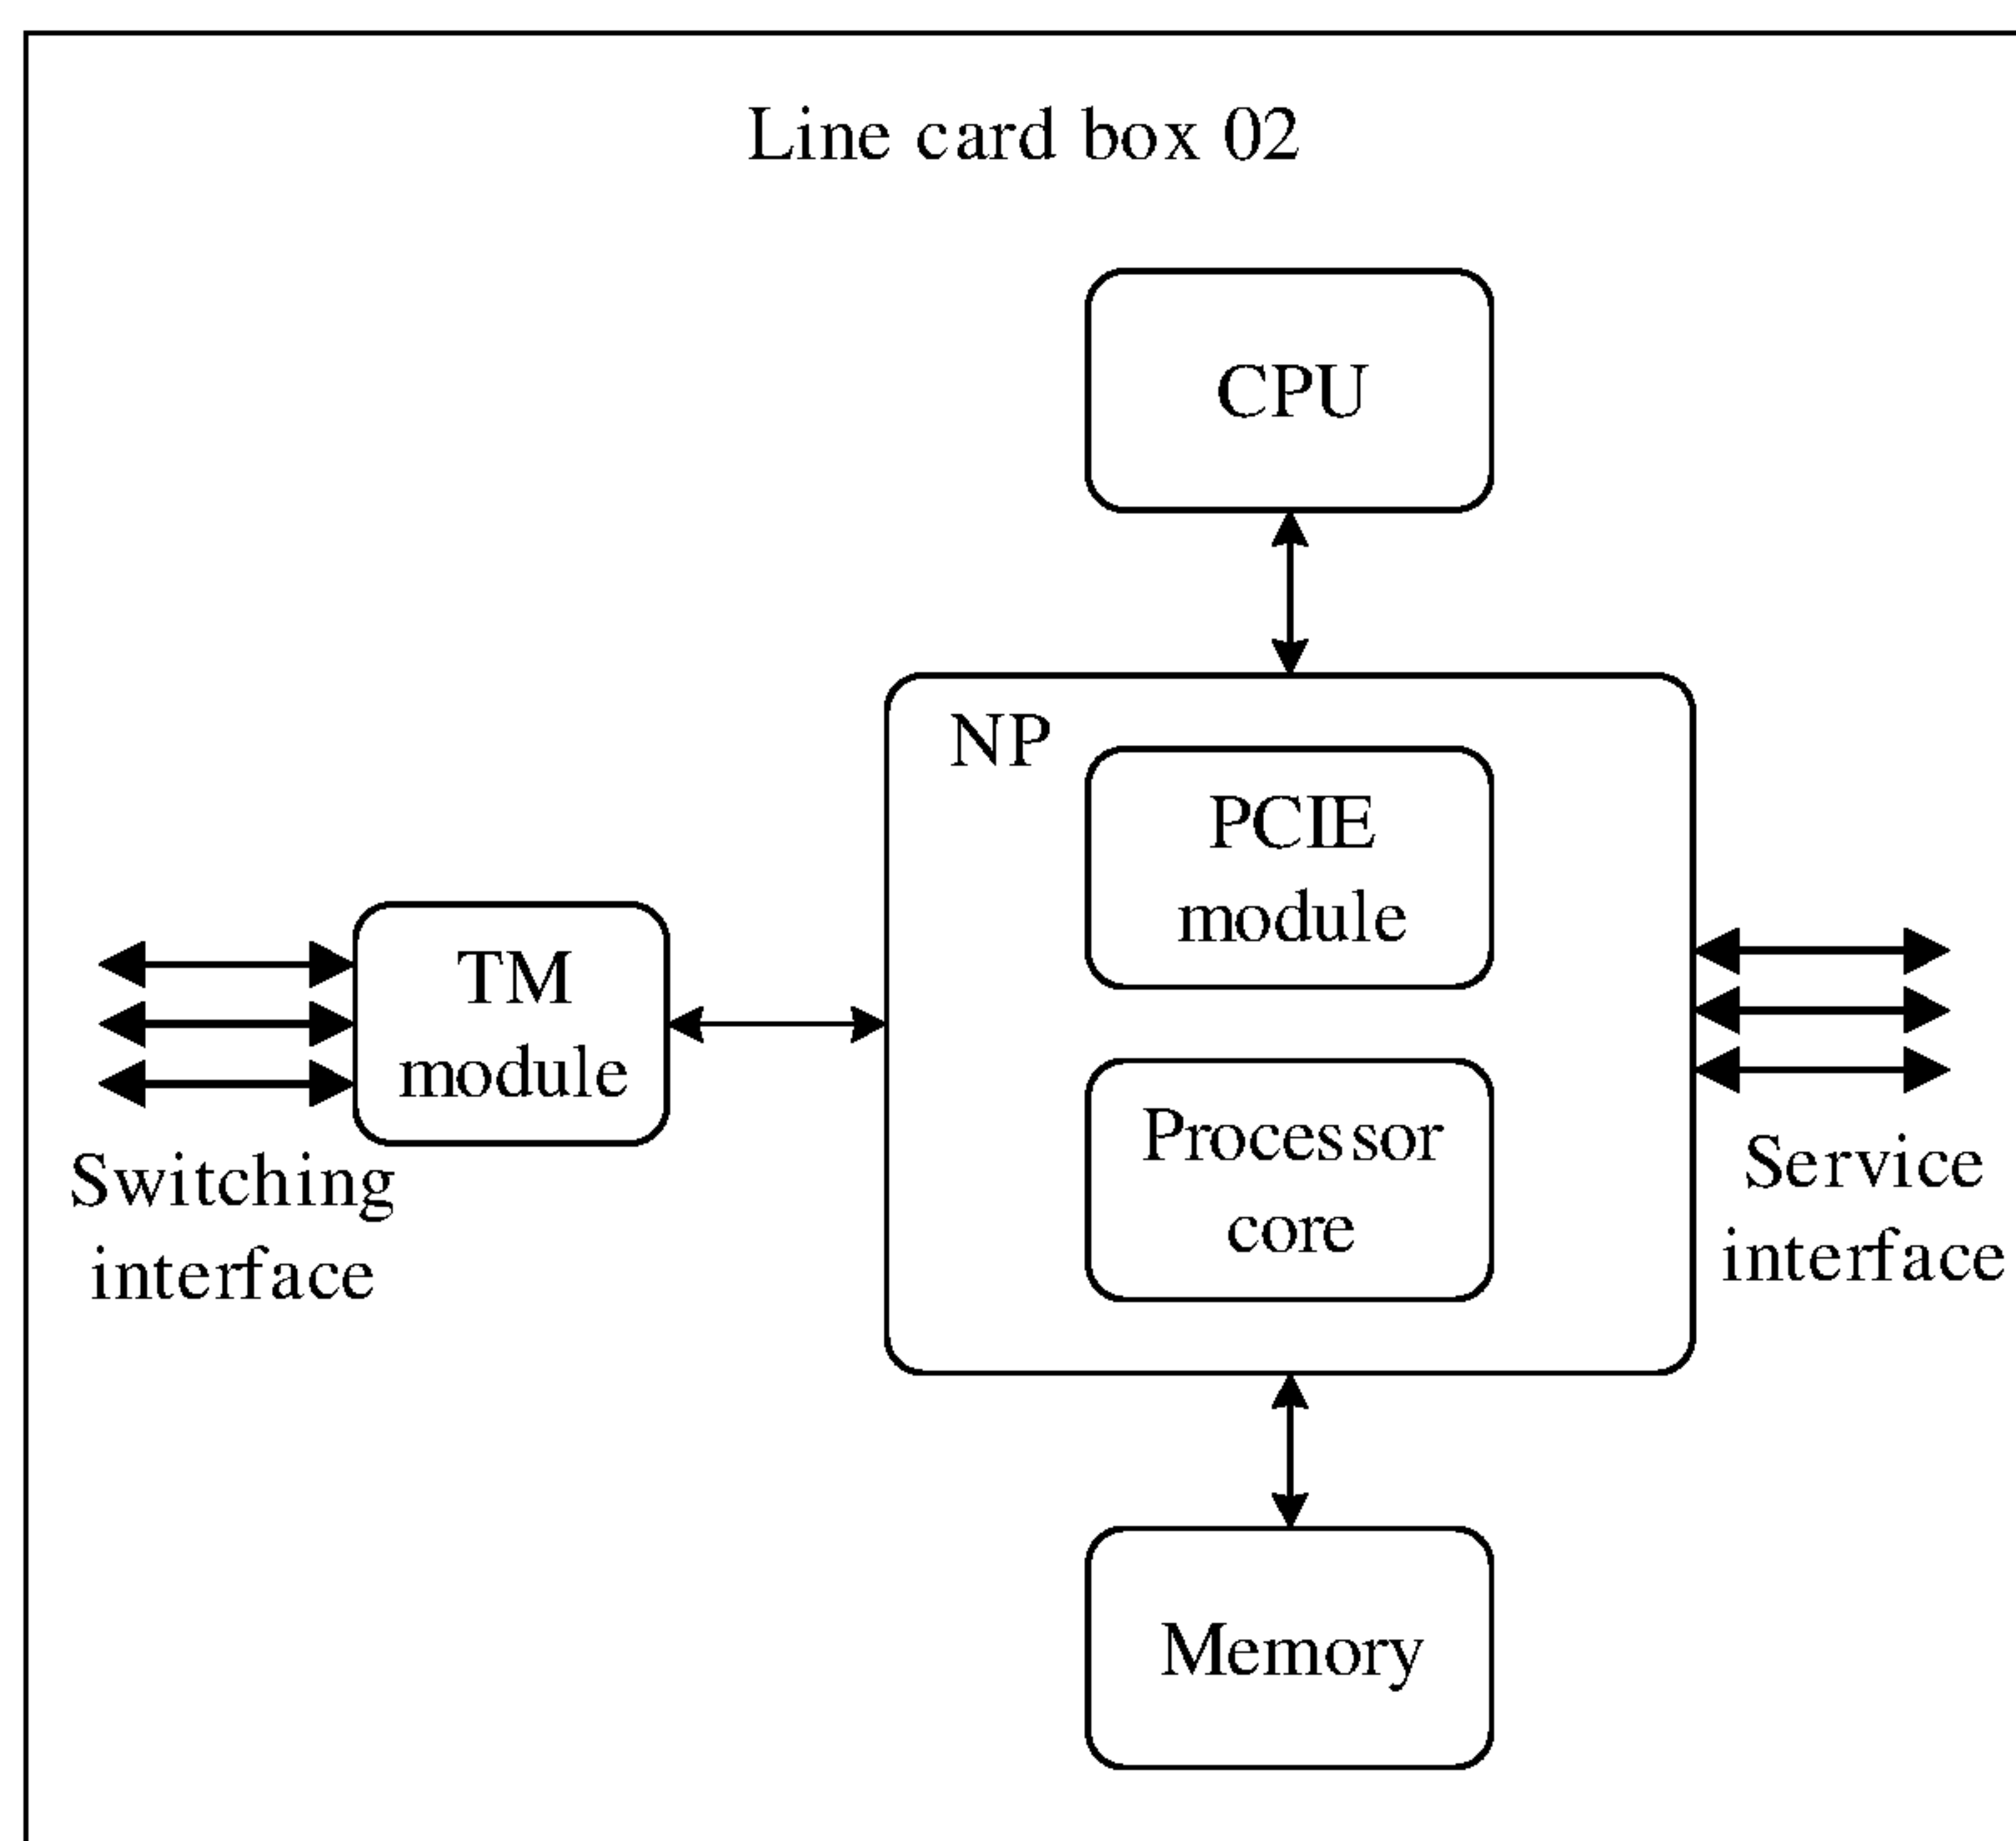 Line card box 02
CPU
NP
PCIE
module
TM
module
Processor
core
Switching
interface
Service
interface
Memory